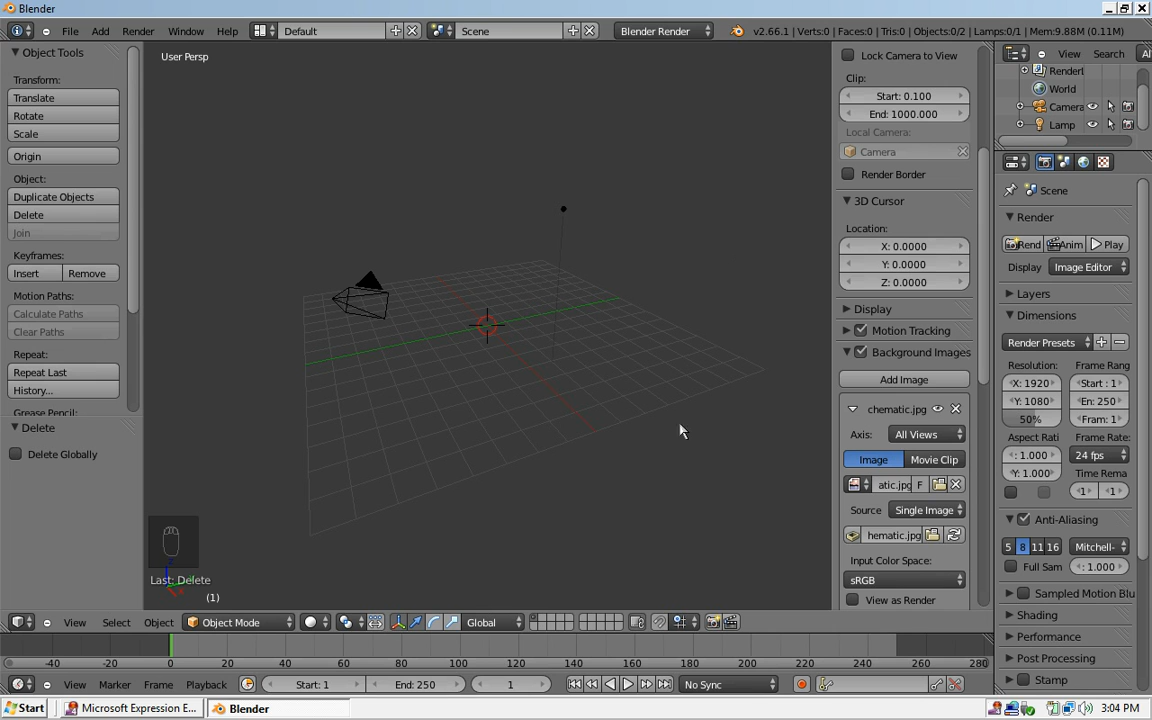 Blender
File Add Render Window Help Default Scene Blender Render v2.66.1 | Verts:0 | Faces:0 | Tris:0 | Objects:0/2 | Lamps:0/1 | Mem:9.88M (0.11M)
Object Tools
Transform:
Translate
Rotate
Scale
Origin
Object:
Duplicate Objects
Delete
Join
Keyframes:
Insert Remove
Motion Paths:
Calculate Paths
Clear Paths
Repeat:
Repeat Last
History...
Grease Pencil:
Delete
Delete Globally
User Persp
Last: Delete
(1)
Lock Camera to View
Clip:
Start: 0.100
End: 1000.000
Local Camera:
Camera
Render Border
3D Cursor
Location:
X: 0.0000
Y: 0.0000
Z: 0.0000
Display
Motion Tracking
Background Images
Add Image
chematic.jpg
Axis: All Views
Image Movie Clip
atic.jpg F
Source Single Image
hematic.jpg
Input Color Space:
sRGB
View as Render
View Search Al
World
Camera
Lamp
Scene
Render
Rend Anim Play
Display Image Editor
Layers
Dimensions
Render Presets
Resolution: Frame Rang
X: 1920 Start : 1
Y: 1080 En: 250
50% Fram: 1
Aspect Rati Frame Rate:
: 1.000 24 fps
Y: 1.000 Time Rema
1 1
Anti-Aliasing
5 8 11 16 Mitchell-
Full Sam : 1.000
Sampled Motion Blu
Shading
Performance
Post Processing
Stamp
View Select Object Object Mode Global
-40 -20 0 20 40 60 80 100 120 140 160 180 200 220 240 260 280
View Marker Frame Playback Start: 1 End: 250 1 No Sync
Start Microsoft Expression E... Blender 3:04 PM